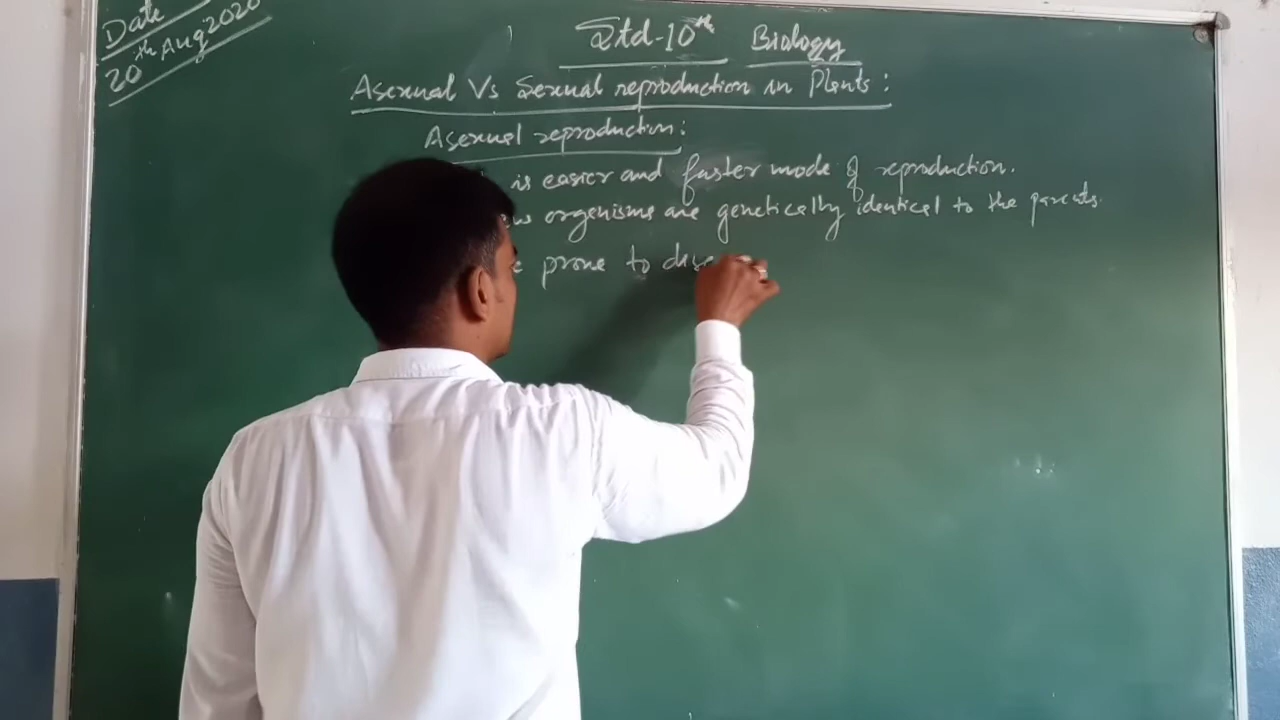 Date
20th Aug 2020
Std-10th Biology
Asexual Vs Sexual reproduction in Plants:
Asexual reproduction:
is easier and faster mode of reproduction.
organisms are genetically identical to the parents.
prone to